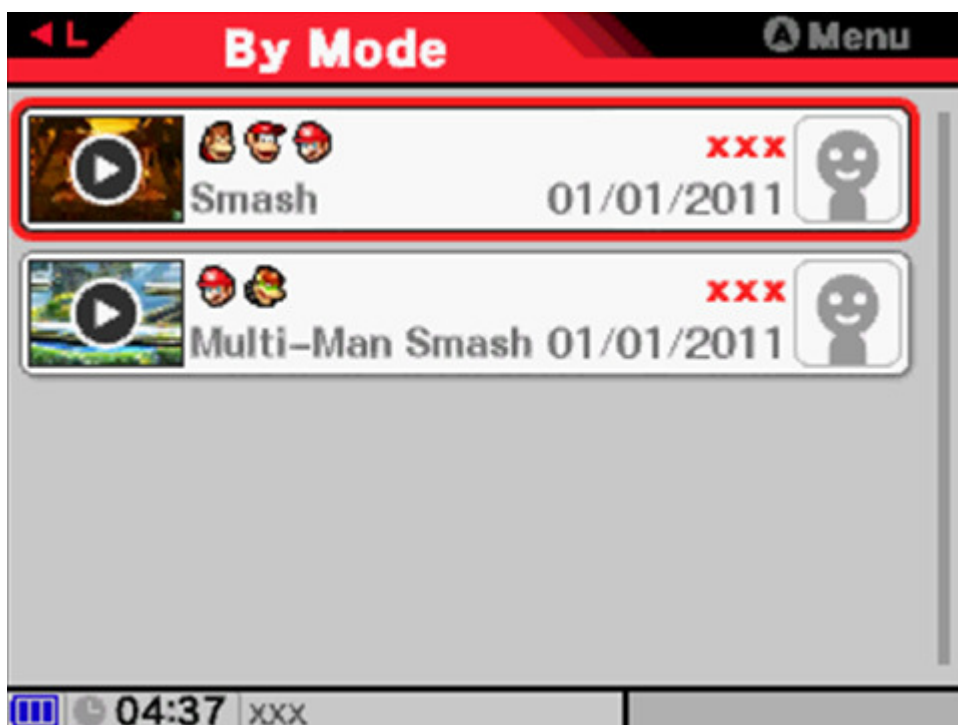 L By Mode A Menu
xxx
Smash 01/01/2011
xxx
Multi-Man Smash 01/01/2011
04:37 xxx